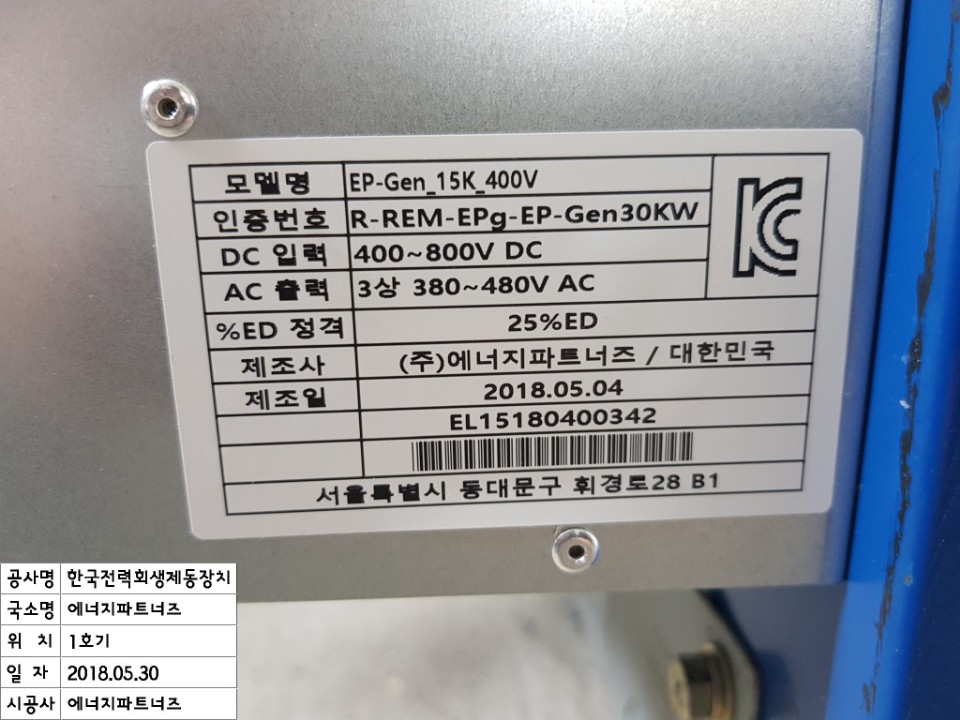 모델명 EP-Gen_15K_400V
인증번호 R-REM-EPg-EP-Gen30KW
DC 입력 400~800V DC
AC 출력 3상 380~480V AC
%ED 정격 25%ED
제조사 (주)에너지파트너즈 / 대한민국
제조일 2018.05.04
EL15180400342
서울특별시 동대문구 휘경로28 B1
공사명 한국전력회생제동장치
국소명 에너지파트너즈
위 치 1호기
일 자 2018.05.30
시공사 에너지파트너즈